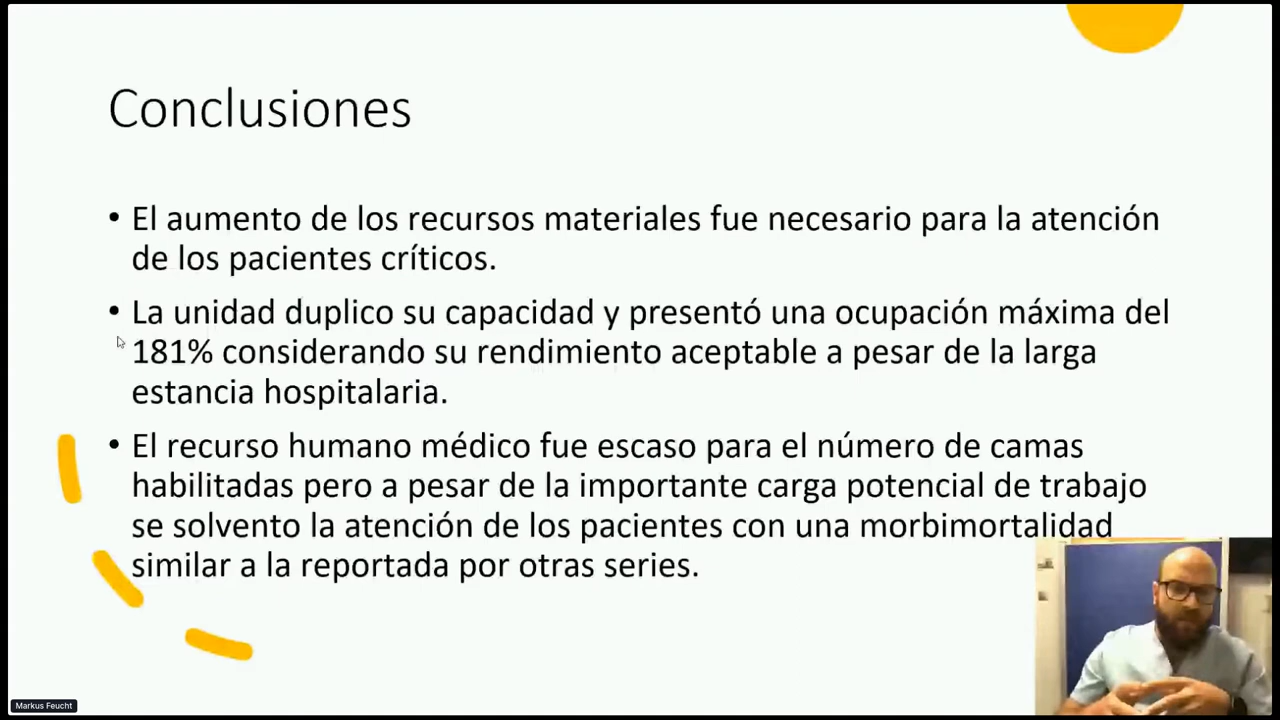 Conclusiones
• El aumento de los recursos materiales fue necesario para la atención
de los pacientes críticos.
• La unidad duplico su capacidad y presentó una ocupación máxima del
181% considerando su rendimiento aceptable a pesar de la larga
estancia hospitalaria.
• El recurso humano médico fue escaso para el número de camas
habilitadas pero a pesar de la importante carga potencial de trabajo
se solvento la atención de los pacientes con una morbimortalidad
similar a la reportada por otras series.
Markus Feucht